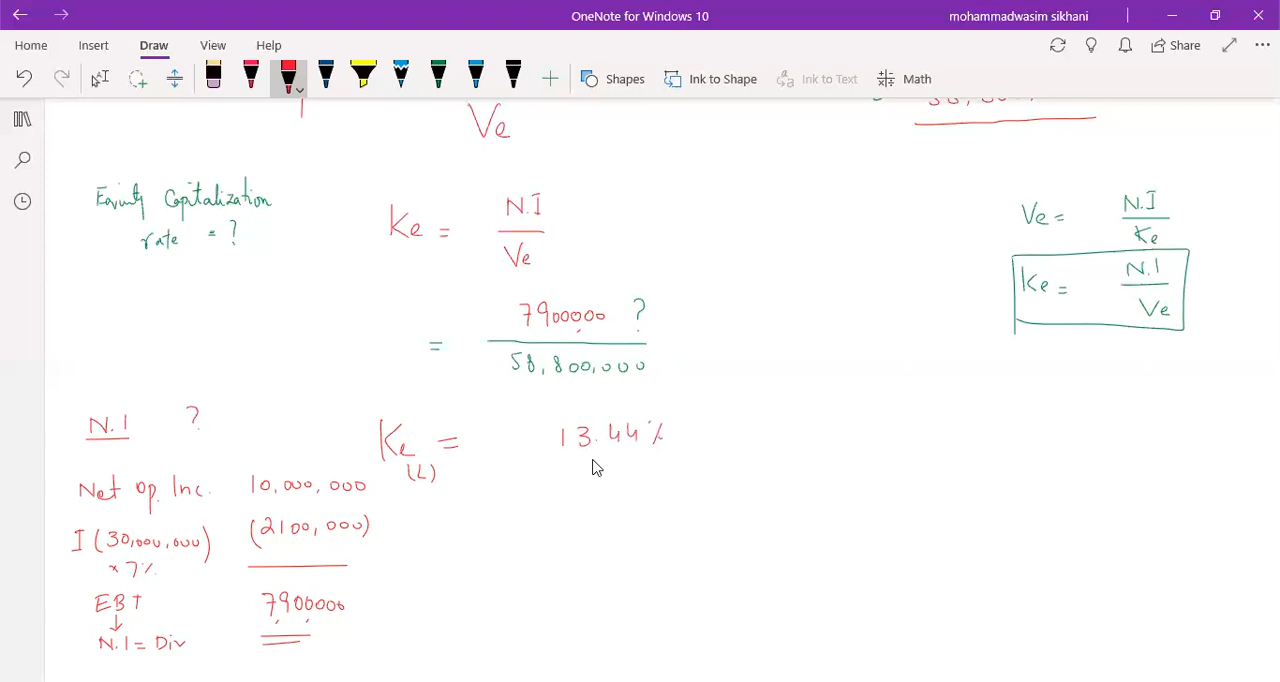 OneNote for Windows 10
mohammadwasim sikhani
Home Insert Draw View Help
Share
Shapes
Ink to Shape
Ink to Text
Math
Ve
Equity Capitalization
rate = ?
Ke = N.I
Ve
= 7900000 ?
58,800,000
Ke = 13.44%
(L)
Ve = N.I
Ke
Ke = N.I
Ve
N.I ?
Net op. Inc. 10,000,000
I (30,000,000) (2100,000)
x 7%
EBT 7900000
N.I = Div